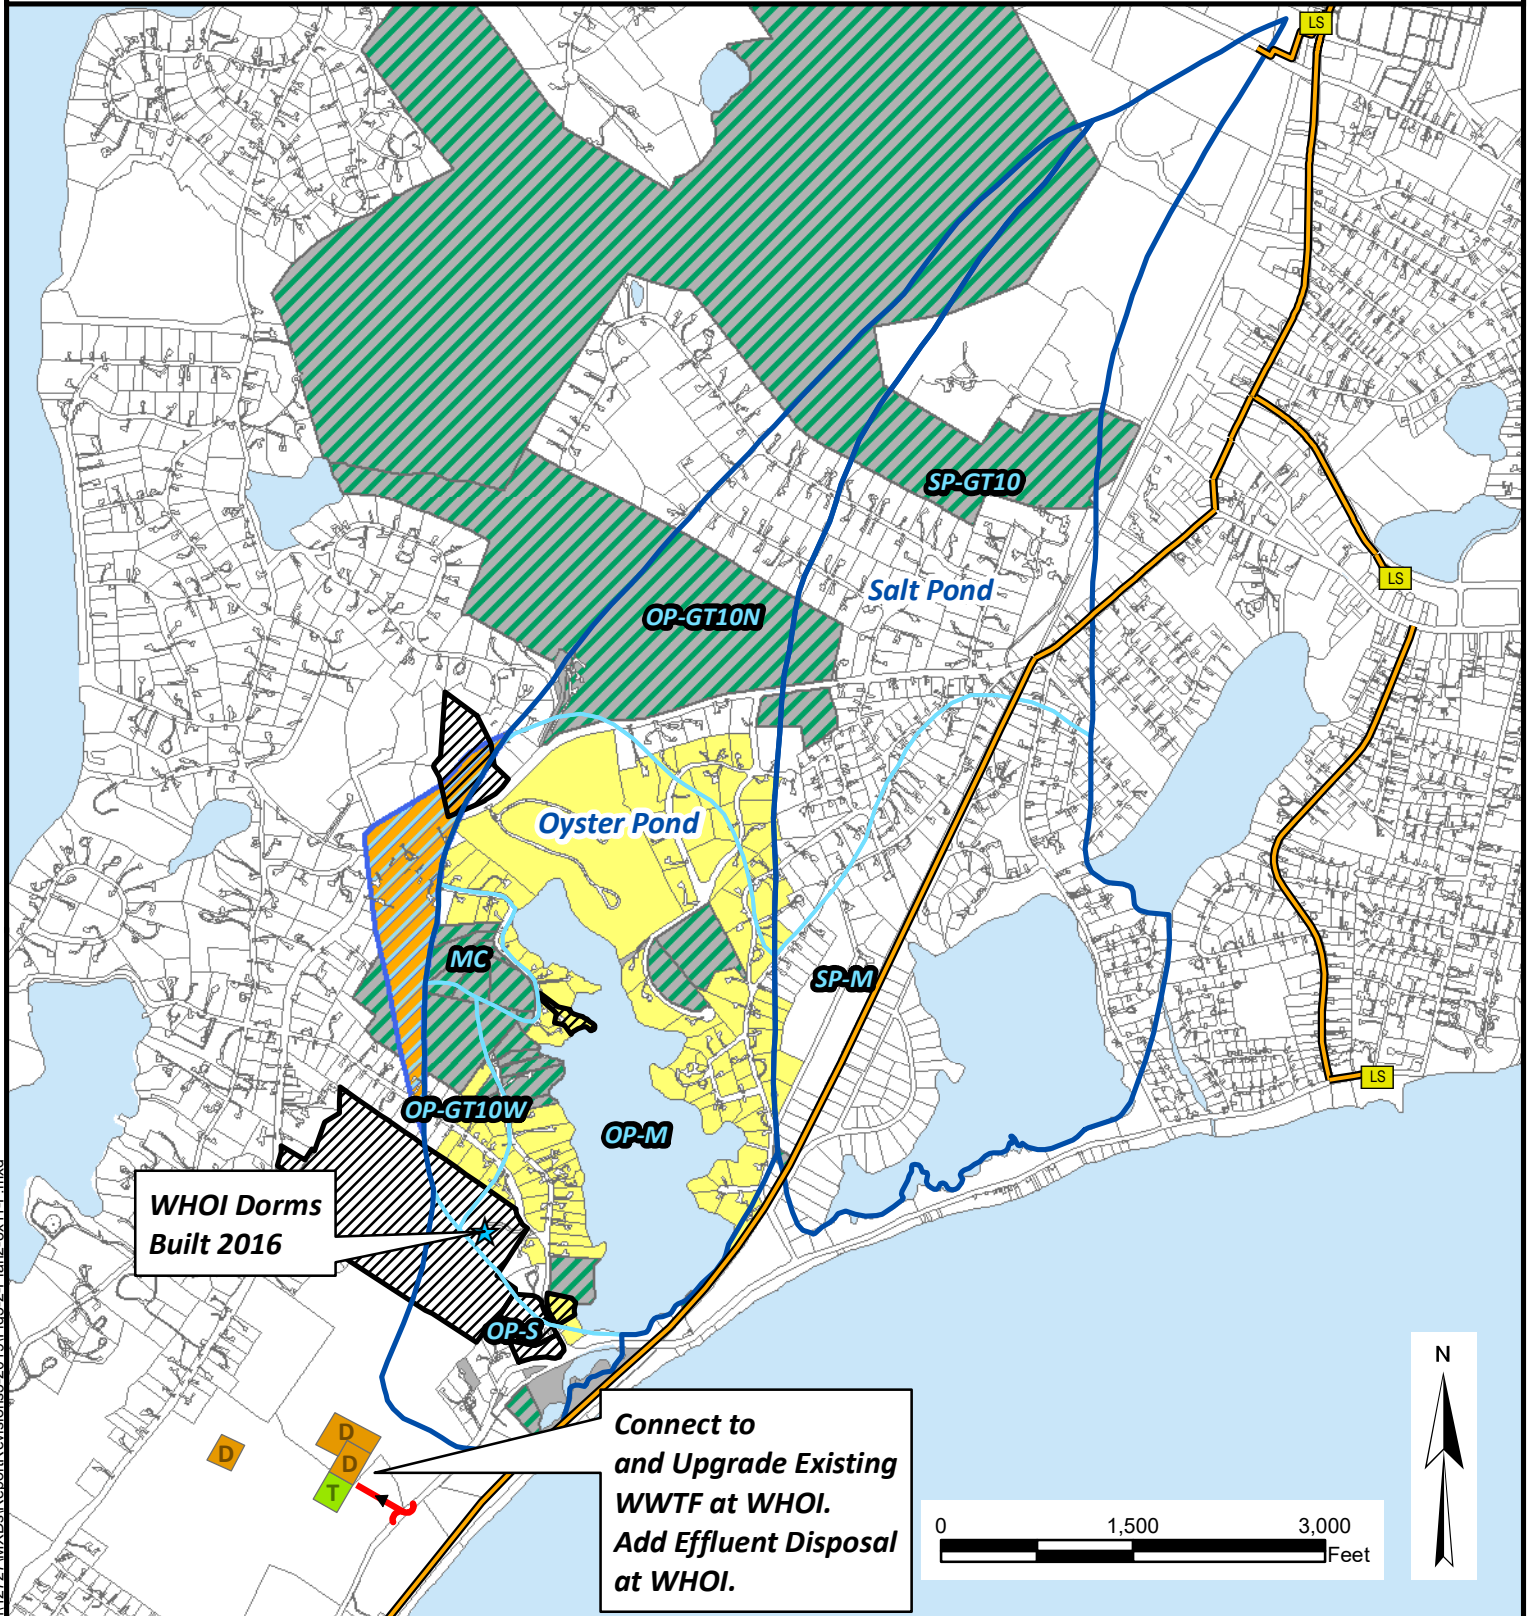 LS
SP-GT10
LS
Salt Pond
OP-GT10N
Oyster Pond
MC
SP-M
LS
OP-GT10W
OP-M
WHOI Dorms
Built 2016
OP-S
N
Connect to
and Upgrade Existing
WWTF at WHOI.
Add Effluent Disposal
at WHOI.
D
D
D
T
0 1,500 3,000
Feet